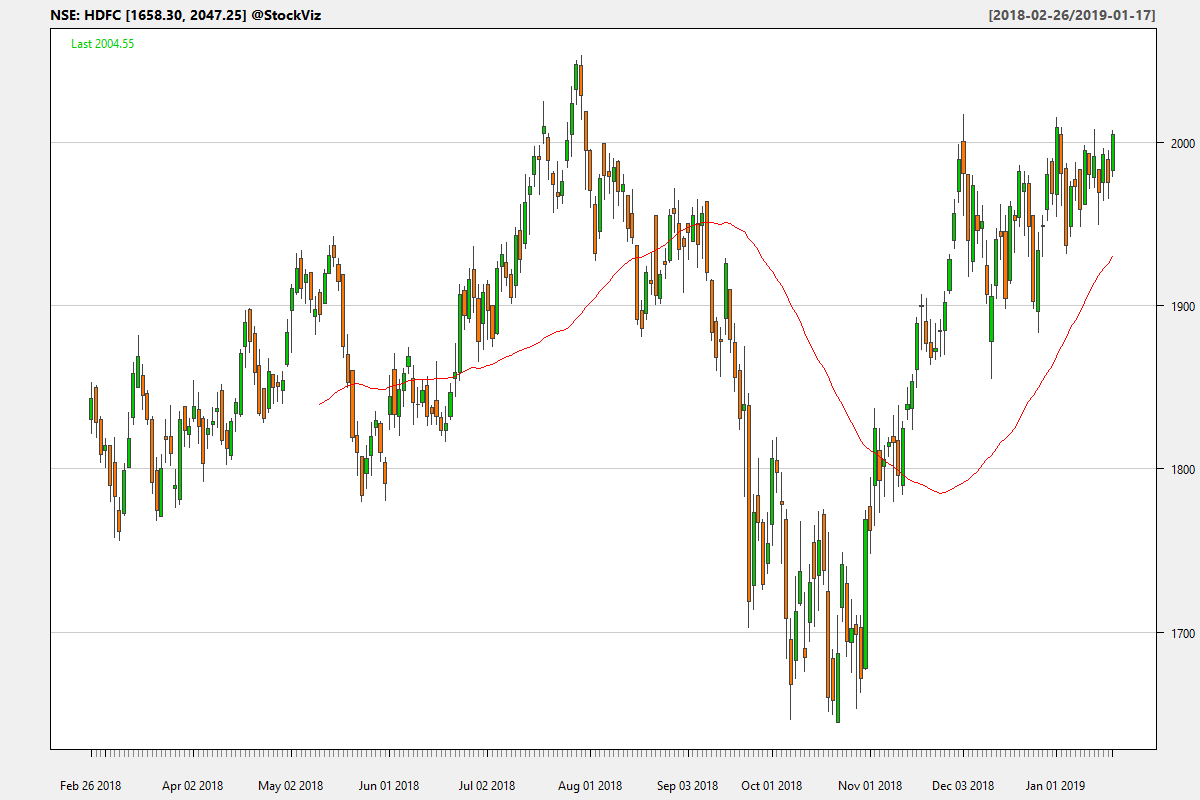 NSE: HDFC [1658.30, 2047.25] @StockViz [2018-02-26/2019-01-17]
Last 2004.55
2000
1900
1800
1700
Feb 26 2018 Apr 02 2018 May 02 2018 Jun 01 2018 Jul 02 2018 Aug 01 2018 Sep 03 2018 Oct 01 2018 Nov 01 2018 Dec 03 2018 Jan 01 2019